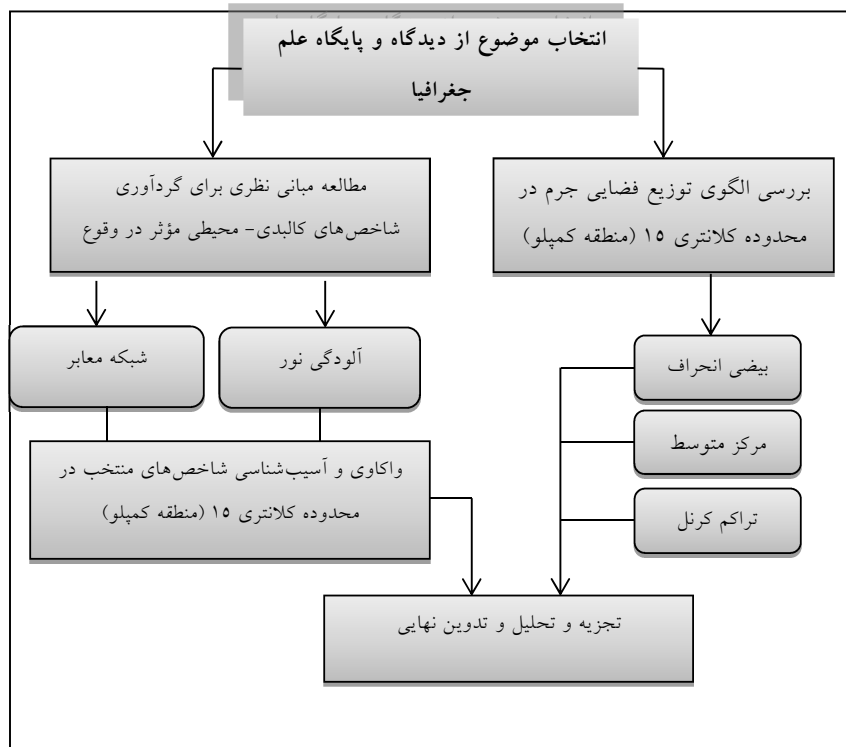 انتخاب موضوع از دیدگاه و پایگاه علم
جغرافیا
بررسی الگوی توزیع فضایی جرم در
محدوده کلانتری ۱۵ (منطقه کمپلو)
مطالعه مبانی نظری برای گردآوری
شاخص‌های کالبدی- محیطی مؤثر در وقوع
بیضی انحراف
مرکز متوسط
تراکم کرنل
آلودگی نور
شبکه معابر
واکاوی و آسیب‌شناسی شاخص‌های منتخب در
محدوده کلانتری ۱۵ (منطقه کمپلو)
تجزیه و تحلیل و تدوین نهایی